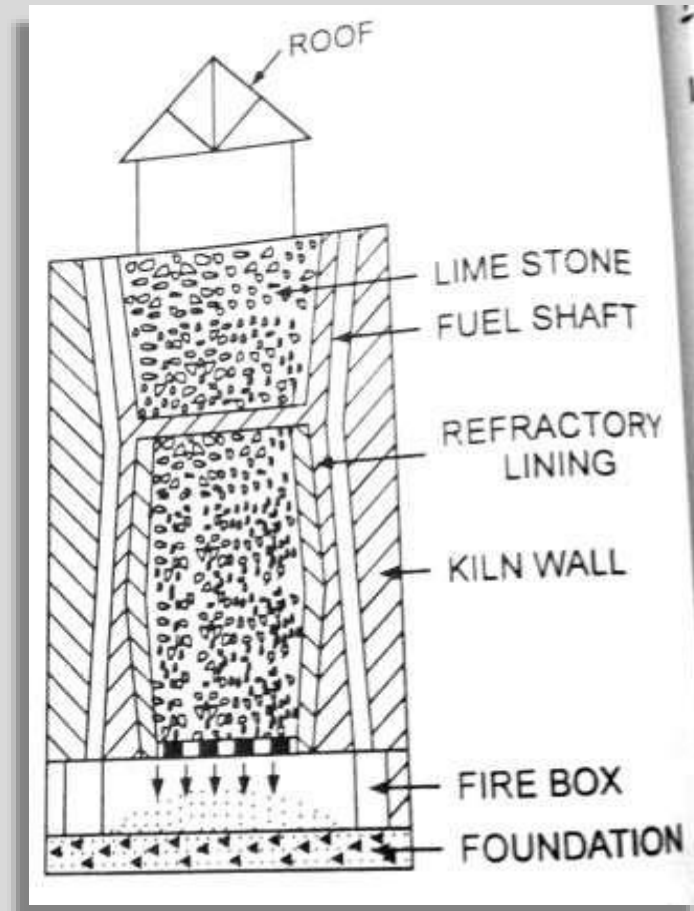 ROOF
LIME STONE
FUEL SHAFT
REFRACTORY
LINING
KILN WALL
FIRE BOX
FOUNDATION